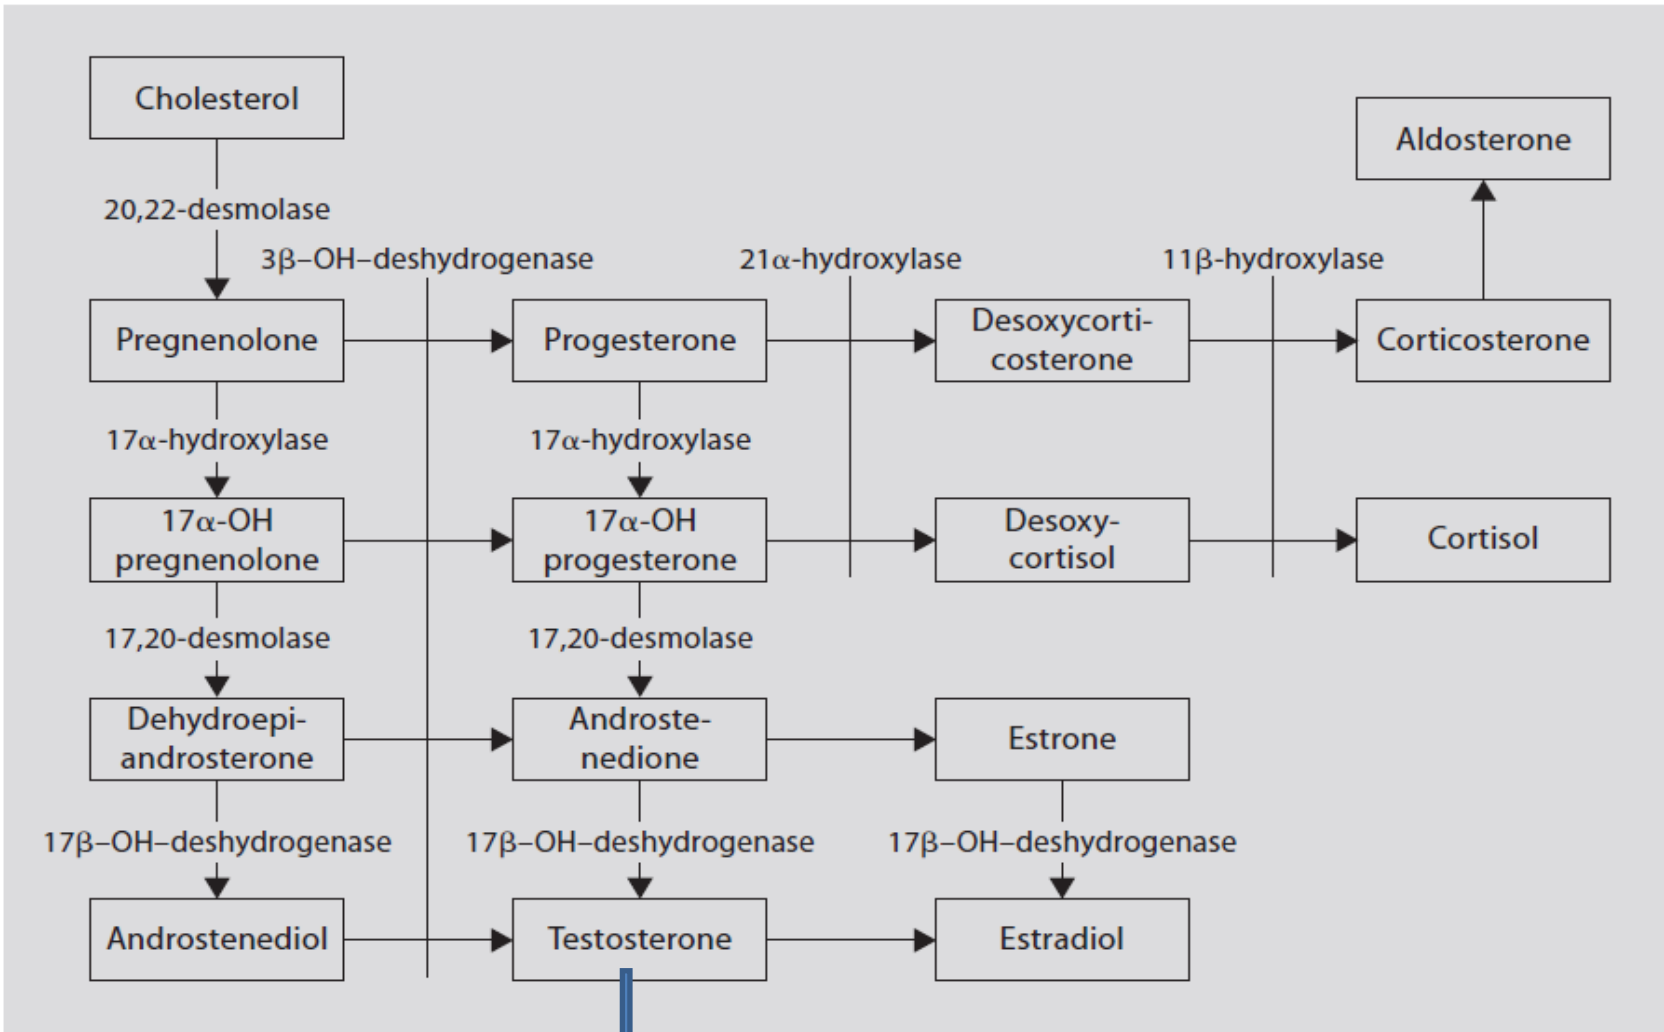 Cholesterol
Aldosterone
20,22-desmolase
3β–OH–deshydrogenase
21α-hydroxylase
11β-hydroxylase
Pregnenolone
Progesterone
Desoxycorti-
costerone
Corticosterone
17α-hydroxylase
17α-hydroxylase
17α-OH
pregnenolone
17α-OH
progesterone
Desoxy-
cortisol
Cortisol
17,20-desmolase
17,20-desmolase
Dehydroepi-
androsterone
Androste-
nedione
Estrone
17β–OH–deshydrogenase
17β–OH–deshydrogenase
17β–OH–deshydrogenase
Androstenediol
Testosterone
Estradiol